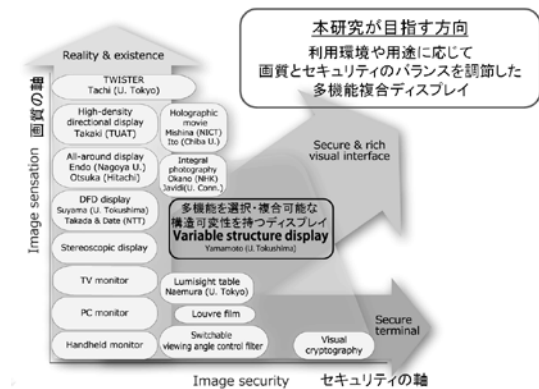 本研究が目指す方向
利用環境や用途に応じて
画質とセキュリティのバランスを調節した
多機能複合ディスプレイ
Reality & existence
TWISTER
Tachi (U. Tokyo)
High-density
directional display
Takaki (TUAT)
Holographic
movie
Mishina (NICT)
Ito (Chiba U.)
All-around display
Endo (Nagoya U.)
Otsuka (Hitachi)
Integral
photography
Okano (NHK)
Javidi(U. Conn.)
Secure & rich
visual interface
DFD display
Suyama (U. Tokushima)
Takada & Date (NTT)
多機能を選択・複合可能な
構造可変性を持つディスプレイ
Variable structure display
Yamamoto (U. Tokushima)
Stereoscopic display
TV monitor
Lumisight table
Naemura (U. Tokyo)
PC monitor
Louvre film
Handheld monitor
Switchable
viewing angle control filter
Visual
cryptography
Secure
terminal
Image sensation 画質の軸
Image security セキュリティの軸